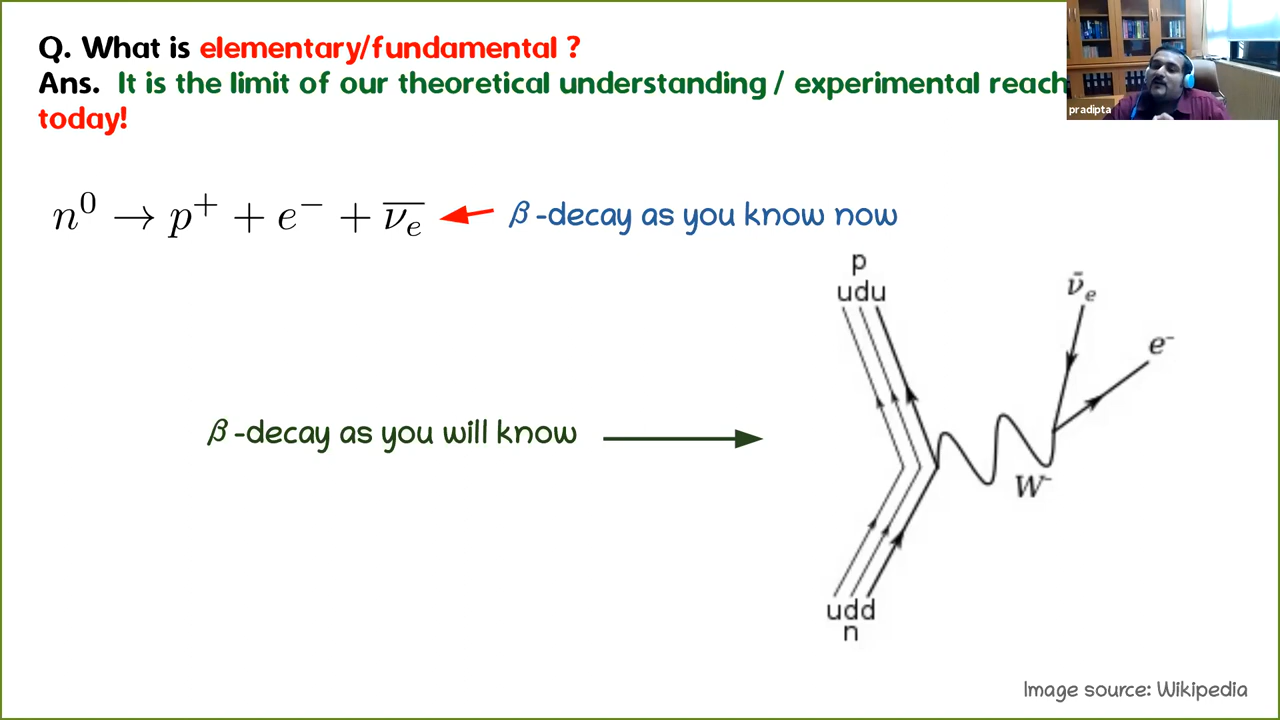 Q. What is elementary/fundamental ?
Ans. It is the limit of our theoretical understanding / experimental reach
today!
pradipta
n⁰ → p⁺ + e⁻ + ν̅ₑ
β-decay as you know now
p
udu
ν̄ₑ
e⁻
β-decay as you will know
W⁻
udd
n
Image source: Wikipedia